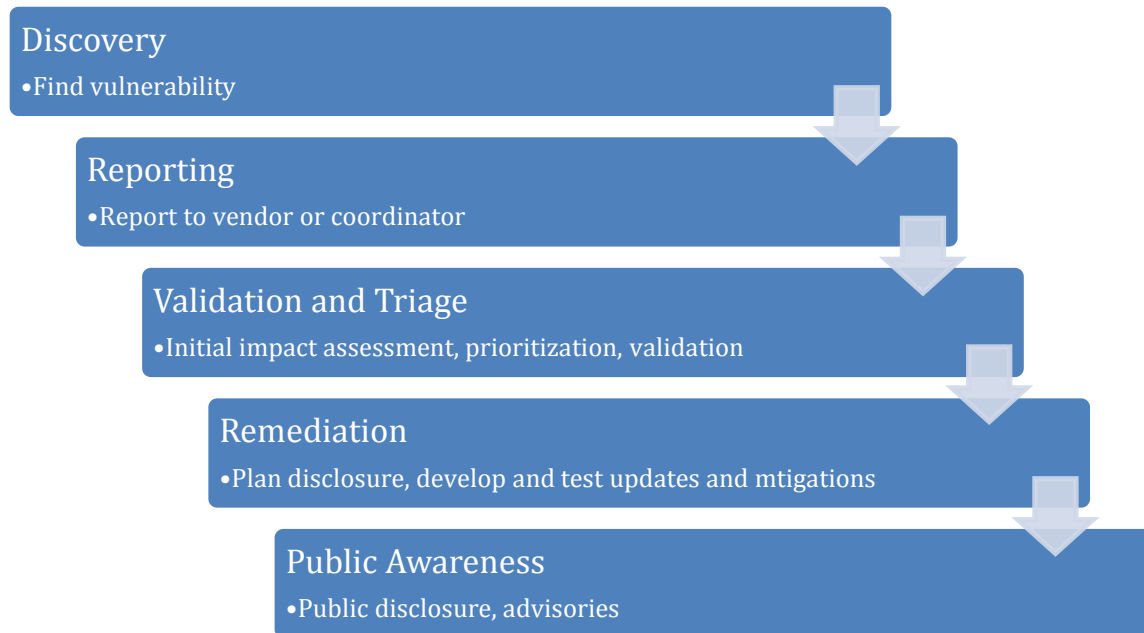 Discovery
•Find vulnerability
Reporting
•Report to vendor or coordinator
Validation and Triage
•Initial impact assessment, prioritization, validation
Remediation
•Plan disclosure, develop and test updates and mtigations
Public Awareness
•Public disclosure, advisories